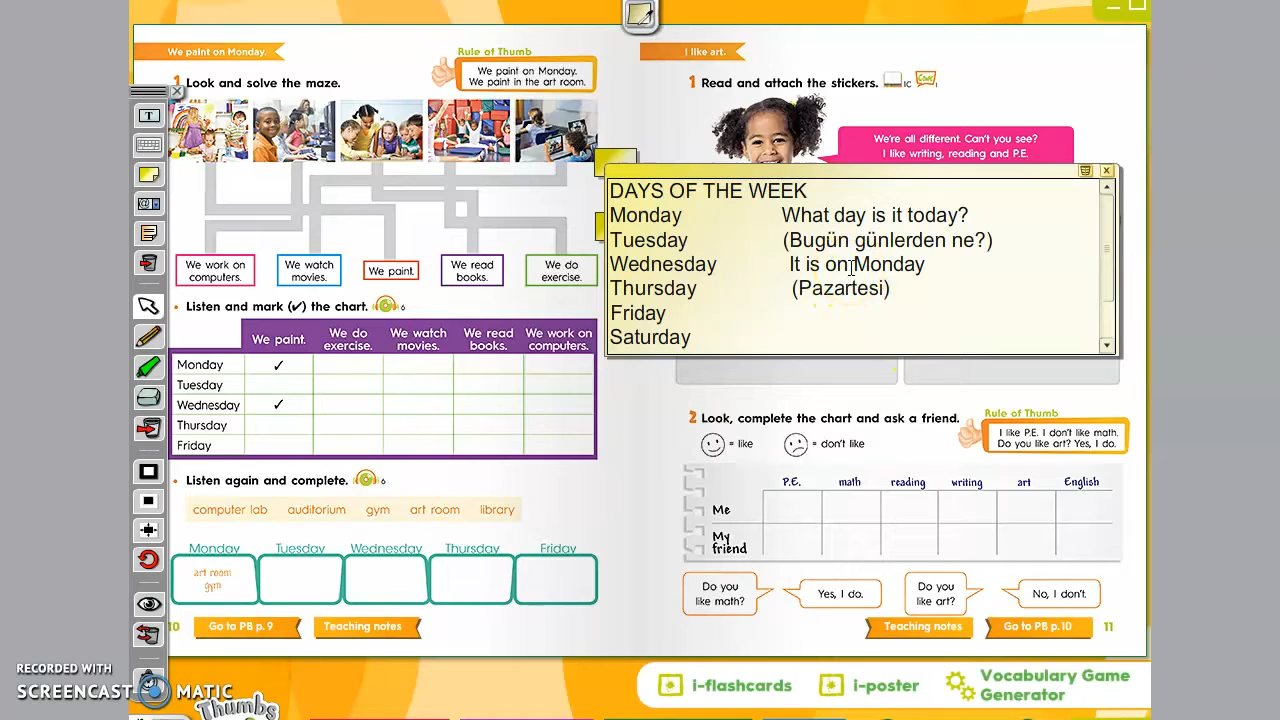 We paint on Monday.
Rule of Thumb
We paint on Monday.
We paint in the art room.
1 Look and solve the maze.
We work on
computers.
We watch
movies.
We paint.
We read
books.
We do
exercise.
• Listen and mark (✓) the chart. 6
We paint.
We do
exercise.
We watch
movies.
We read
books.
We work on
computers.
Monday ✓
Tuesday
Wednesday ✓
Thursday
Friday
• Listen again and complete. 6
computer lab auditorium gym art room library
Monday Tuesday Wednesday Thursday Friday
art room
gym
10 Go to PB p. 9 Teaching notes
I like art.
1 Read and attach the stickers. 1C
We're all different. Can't you see?
I like writing, reading and P.E.
DAYS OF THE WEEK
Monday What day is it today?
Tuesday (Bugün günlerden ne?)
Wednesday It is on Monday
Thursday (Pazartesi)
Friday
Saturday
2 Look, complete the chart and ask a friend.
= like = don't like
Rule of Thumb
I like P.E. I don't like math.
Do you like art? Yes, I do.
P.E. math reading writing art English
Me
My
friend
Do you
like math?
Yes, I do.
Do you
like art?
No, I don't.
Teaching notes Go to PB p.10 11
RECORDED WITH
SCREENCAST MATIC
Thumbs
i-flashcards
i-poster
Vocabulary Game
Generator